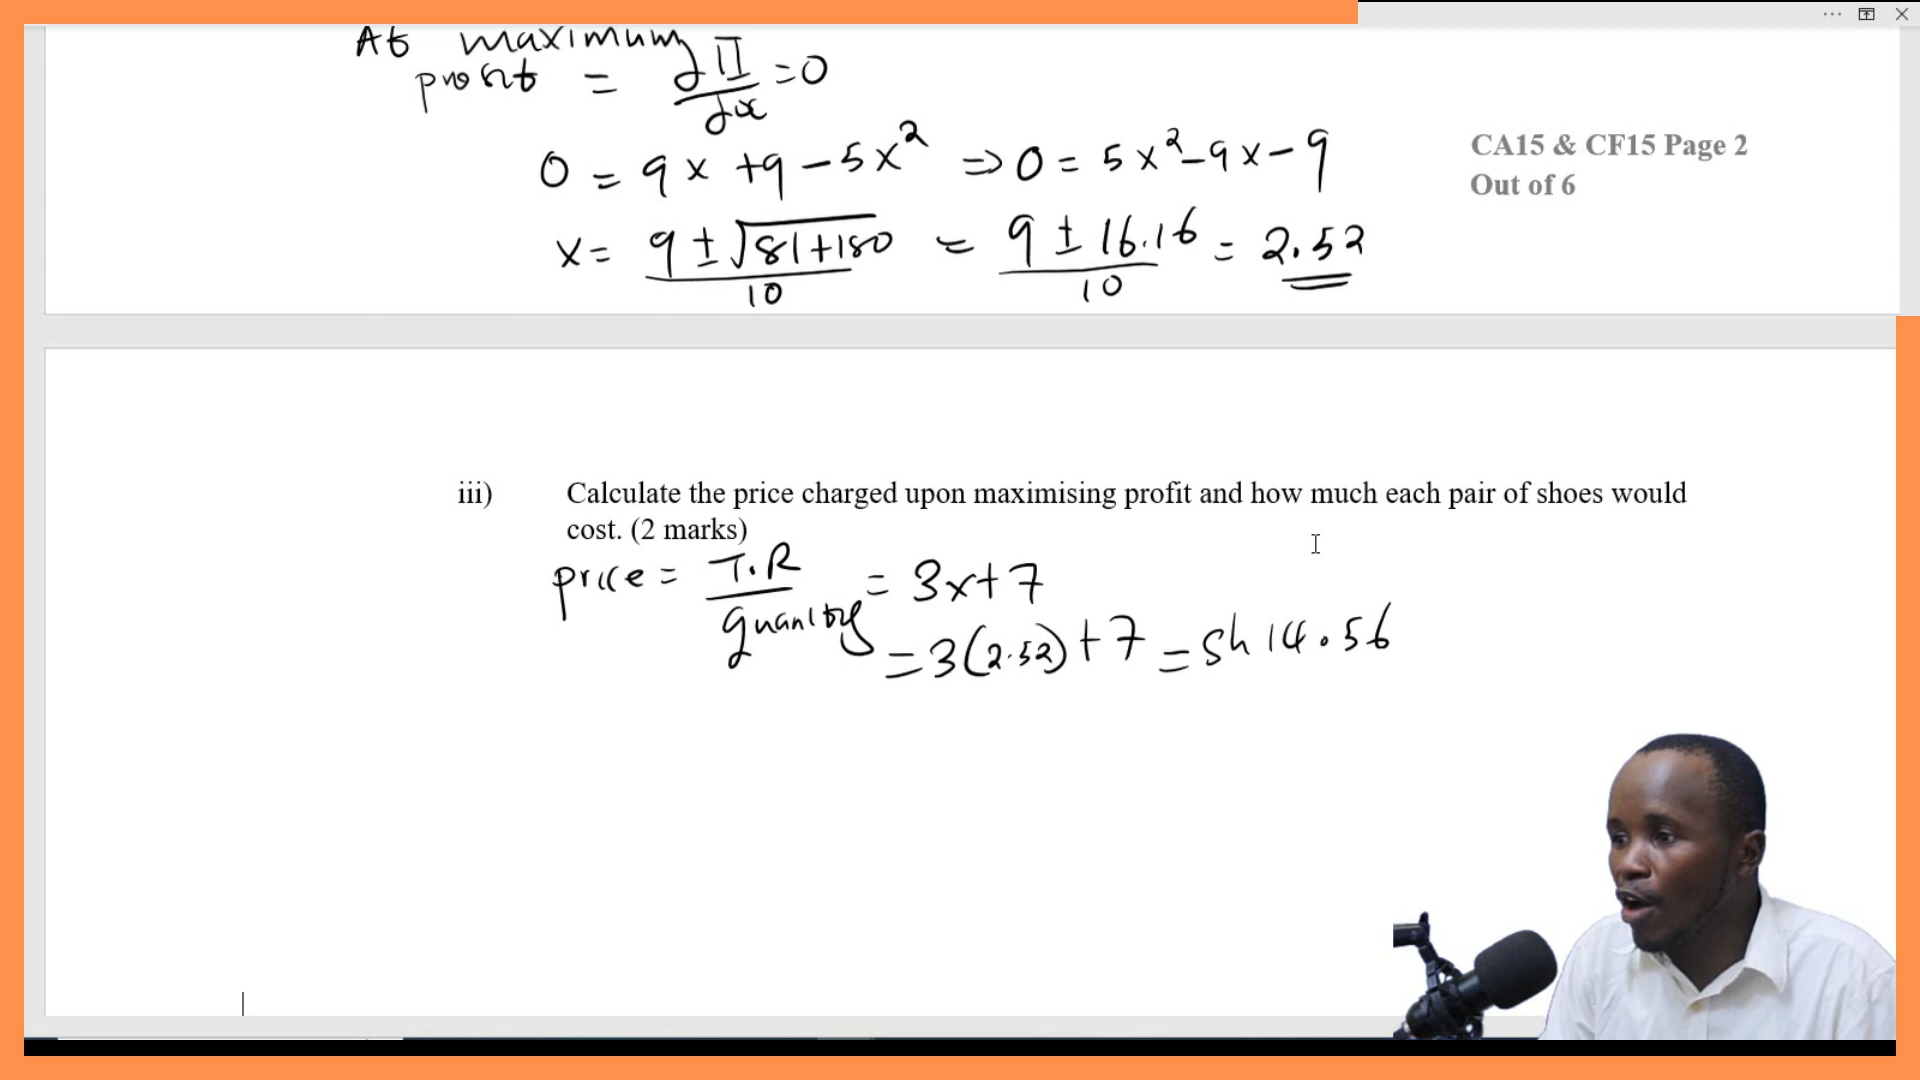 At maximum
profit = dΠ/dx = 0
0 = 9x + 9 - 5x² => 0 = 5x² - 9x - 9
x = 9 ± √81+180 / 10 = 9 ± 16.16 / 10 = 2.52
CA15 & CF15 Page 2
Out of 6
iii) Calculate the price charged upon maximising profit and how much each pair of shoes would
cost. (2 marks)
price = T.R / quantity = 3x+7
= 3(2.52) + 7 = Sh 14.56